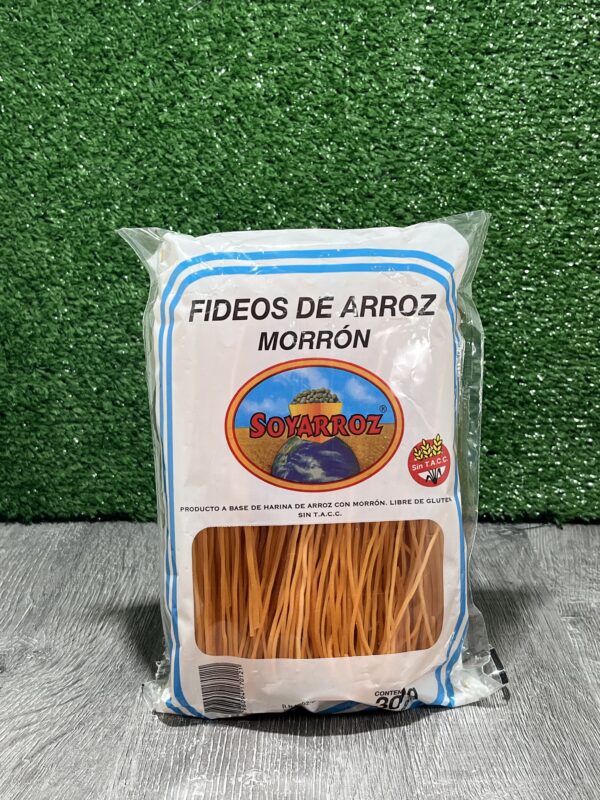 FIDEOS DE ARROZ
MORRÓN
SOYARROZ®
Sin T.A.C.C.
PRODUCTO A BASE DE HARINA DE ARROZ CON MORRÓN. LIBRE DE GLUTEN
SIN T.A.C.C.